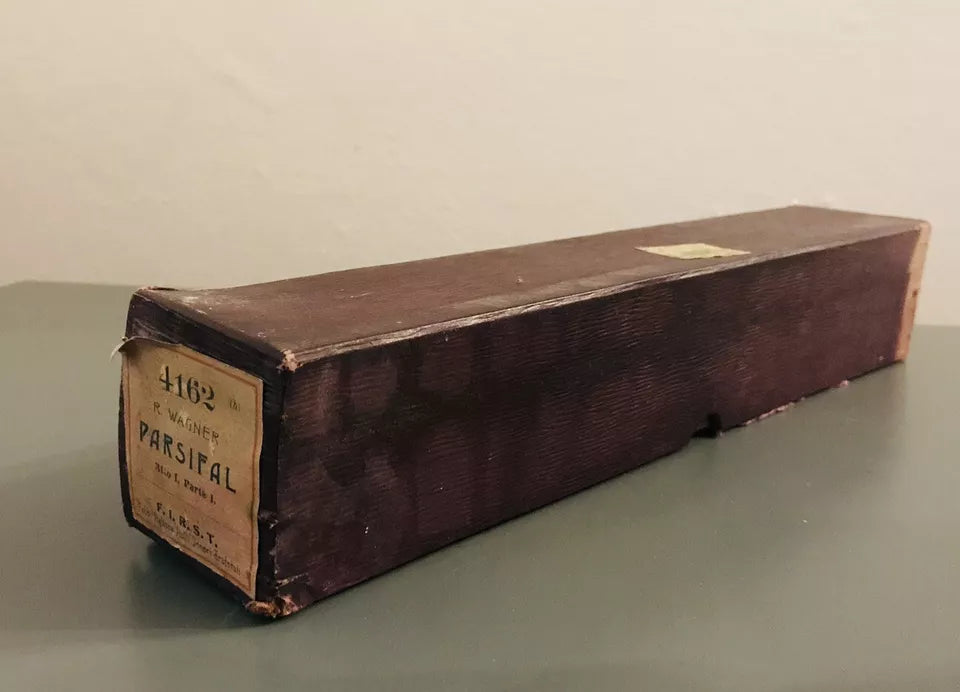 4162
R. WAGNER
PARSIFAL
Atto I, Parte I.
F. I. R. S. T.